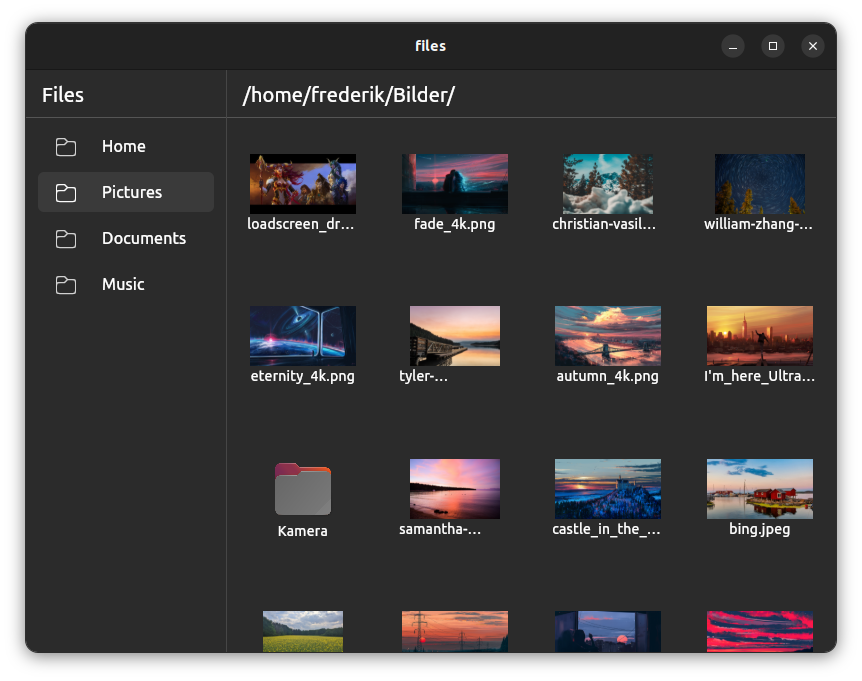 files
Files
/home/frederik/Bilder/
Home
Pictures
Documents
Music
loadscreen_dr...
fade_4k.png
christian-vasil...
william-zhang-...
eternity_4k.png
tyler-...
autumn_4k.png
I'm_here_Ultra...
Kamera
samantha-...
castle_in_the_...
bing.jpeg